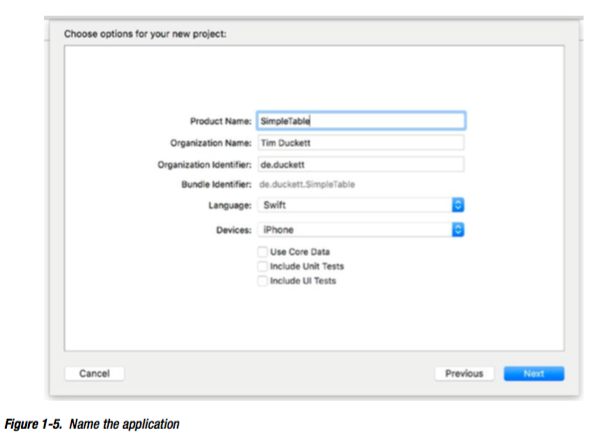 Choose options for your new project:
Product Name: SimpleTable
Organization Name: Tim Duckett
Organization Identifier: de.duckett
Bundle Identifier: de.duckett.SimpleTable
Language: Swift
Devices: iPhone
Use Core Data
Include Unit Tests
Include UI Tests
Cancel Previous Next
Figure 1-5. Name the application